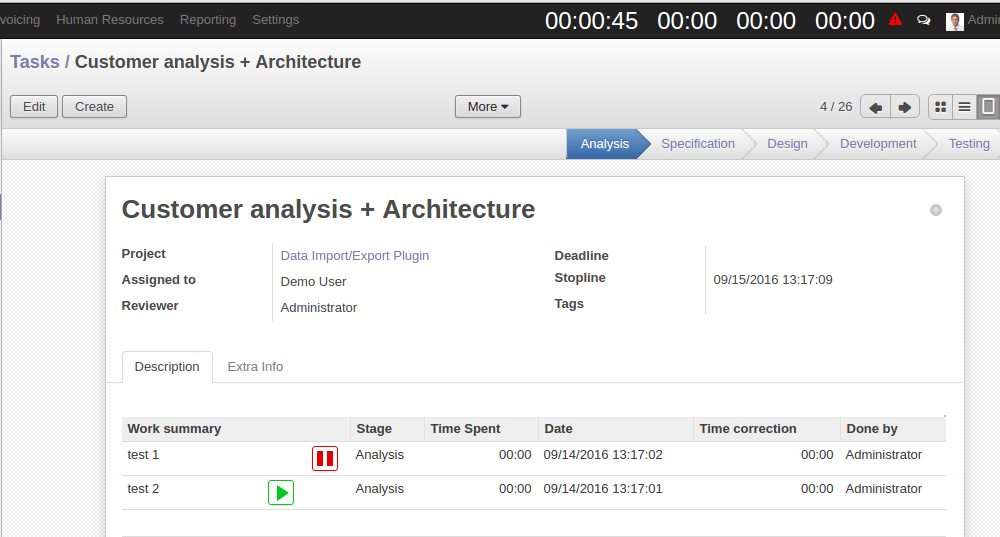 voicing Human Resources Reporting Settings 00:00:45 00:00 00:00 00:00 Admin
Tasks / Customer analysis + Architecture
Edit Create More 4 / 26
Analysis Specification Design Development Testing
Customer analysis + Architecture
Project Data Import/Export Plugin Deadline
Assigned to Demo User Stopline 09/15/2016 13:17:09
Reviewer Administrator Tags
Description Extra Info
Work summary Stage Time Spent Date Time correction Done by
test 1 Analysis 00:00 09/14/2016 13:17:02 00:00 Administrator
test 2 Analysis 00:00 09/14/2016 13:17:01 00:00 Administrator